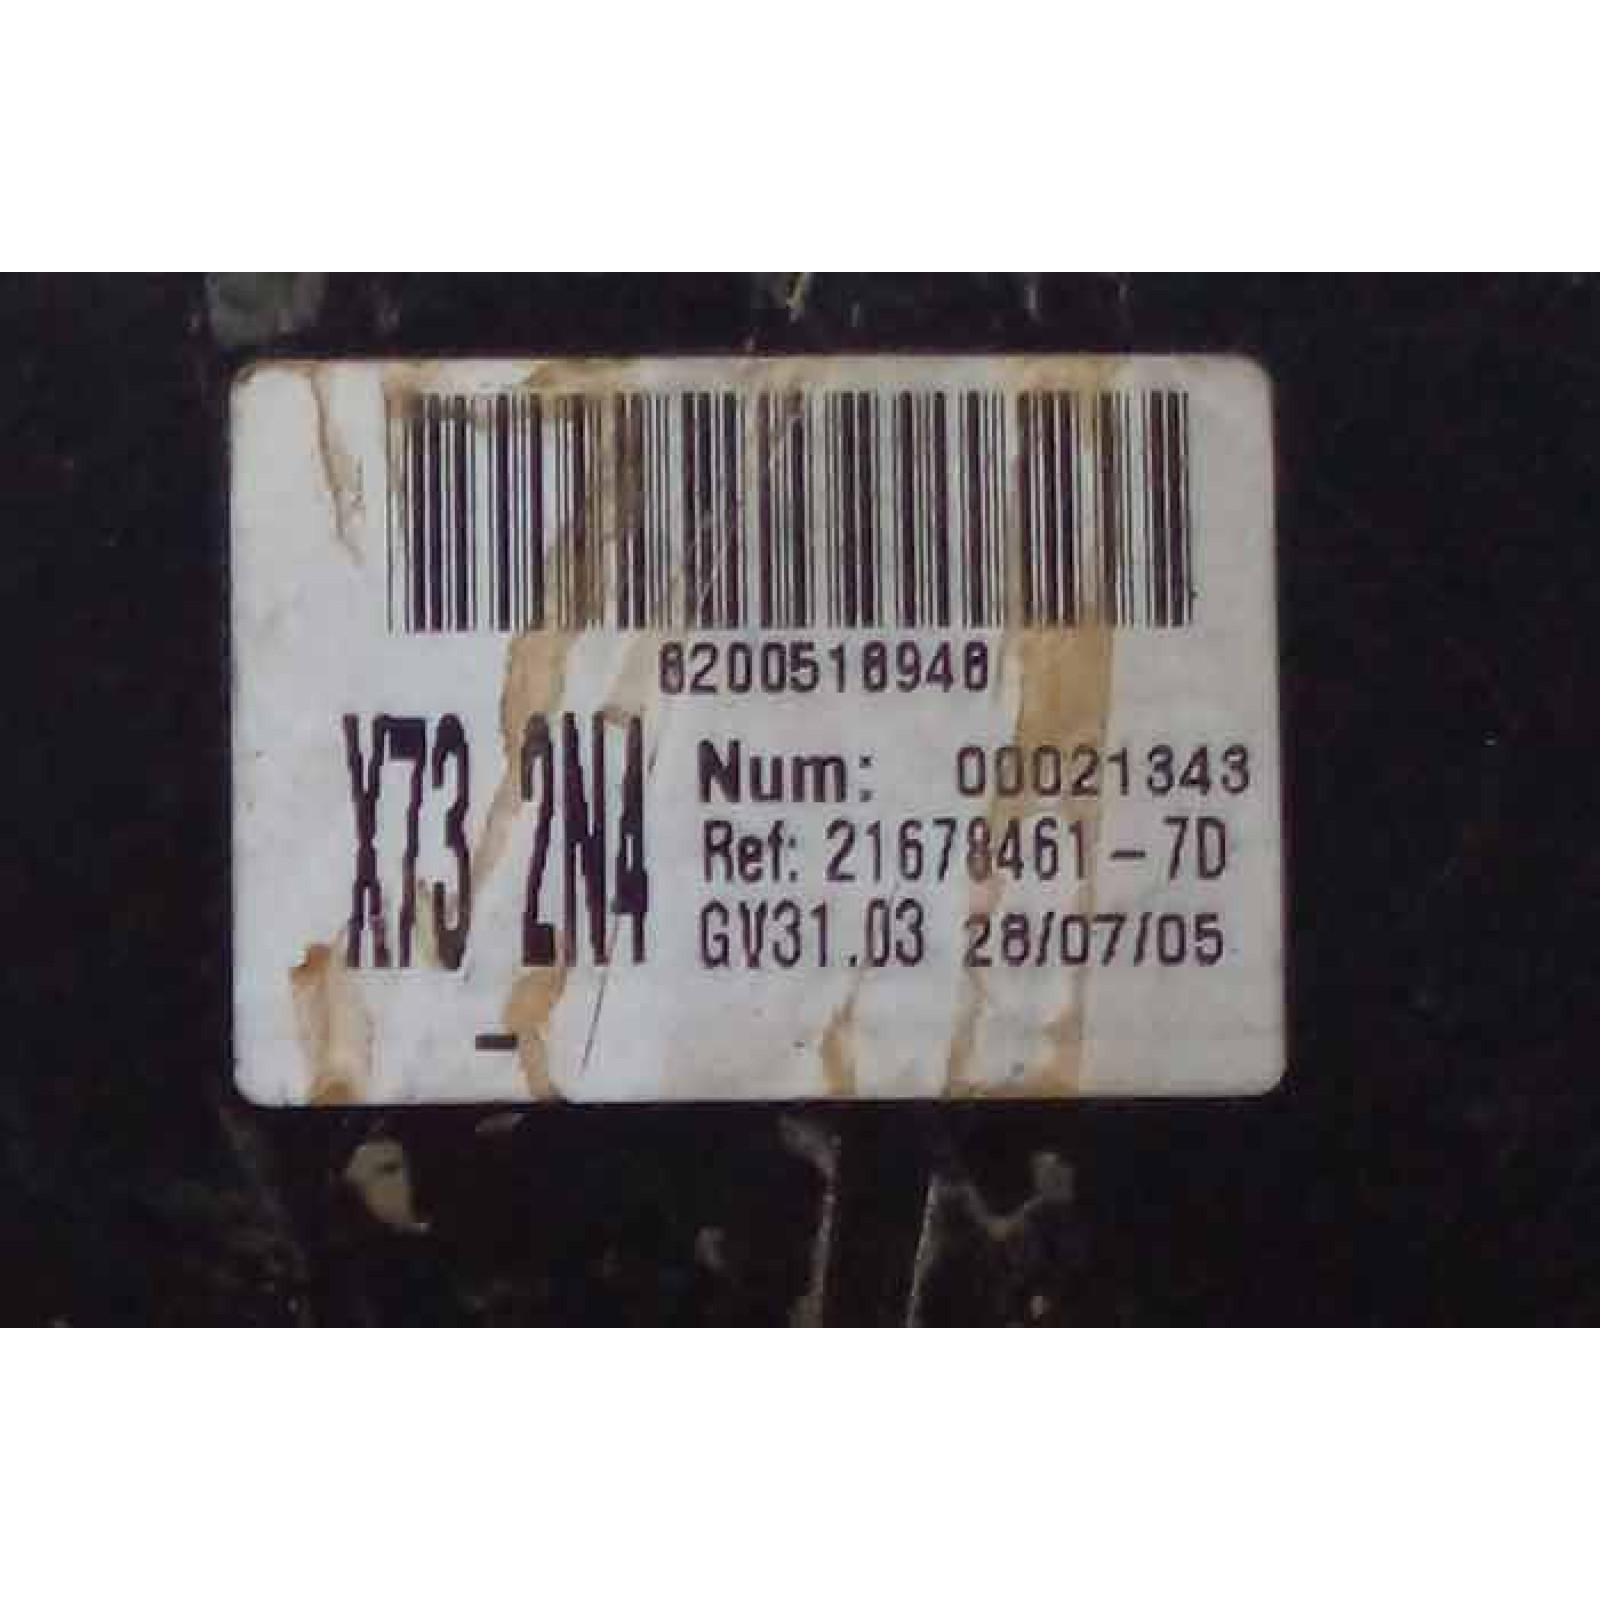 8200518948
X73 2N4
Num: 00021343
Ref: 21678461-7D
GV31.03 28/07/05
-